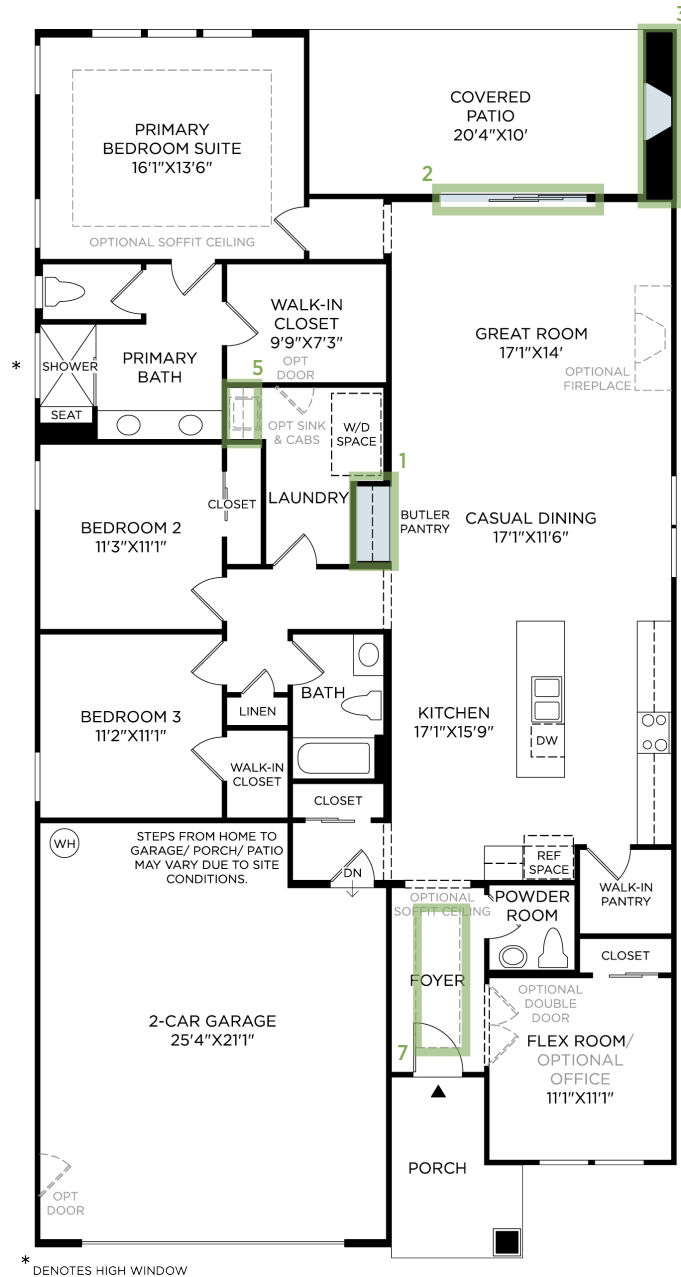 3
COVERED
PATIO
20'4"X10'
PRIMARY
BEDROOM SUITE
16'1"X13'6"
2
OPTIONAL SOFFIT CEILING
WALK-IN
CLOSET
9'9"X7'3"
OPT
DOOR
GREAT ROOM
17'1"X14'
OPTIONAL
FIREPLACE
*
SHOWER
PRIMARY
BATH
SEAT
5
OPT SINK
& CABS
W/D
SPACE
1
LAUNDRY
CLOSET
BUTLER
PANTRY
CASUAL DINING
17'1"X11'6"
BEDROOM 2
11'3"X11'1"
BATH
LINEN
BEDROOM 3
11'2"X11'1"
KITCHEN
17'1"X15'9"
DW
WALK-IN
CLOSET
CLOSET
WH
STEPS FROM HOME TO
GARAGE/ PORCH/ PATIO
MAY VARY DUE TO SITE
CONDITIONS.
DN
REF
SPACE
WALK-IN
PANTRY
OPTIONAL
SOFFIT CEILING
POWDER
ROOM
CLOSET
FOYER
OPTIONAL
DOUBLE
DOOR
2-CAR GARAGE
25'4"X21'1"
7
FLEX ROOM/
OPTIONAL
OFFICE
11'1"X11'1"
PORCH
OPT
DOOR
* DENOTES HIGH WINDOW